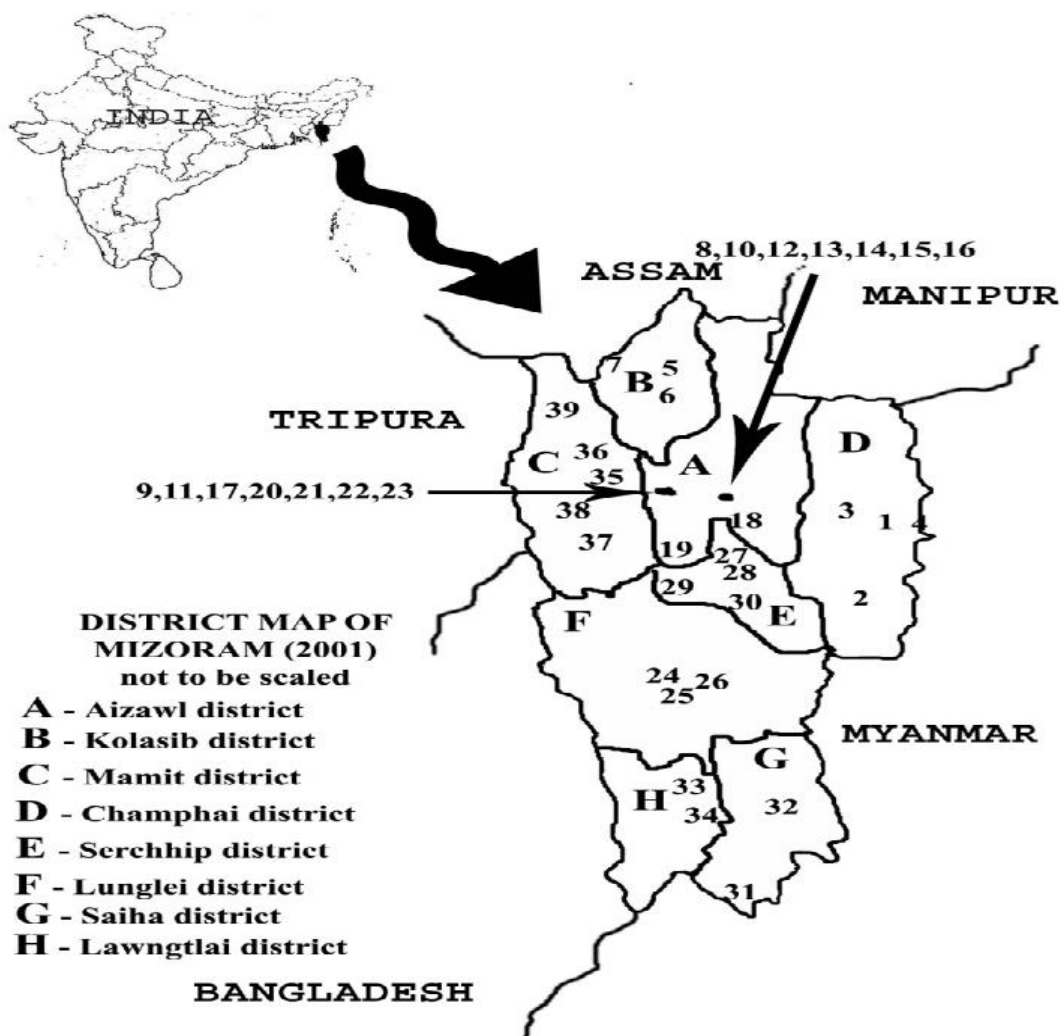 INDIA
8,10,12,13,14,15,16
ASSAM
MANIPUR
7
5
B
6
TRIPURA
39
D
36
C
A
35
9,11,17,20,21,22,23
38
3
1
4
18
37
19
27
28
29
30
2
E
F
DISTRICT MAP OF
MIZORAM (2001)
not to be scaled
24
26
25
A - Aizawl district
B - Kolasib district
MYANMAR
C - Mamit district
G
33
H
32
34
D - Champhai district
E - Serchhip district
F - Lunglei district
31
G - Saiha district
H - Lawngtlai district
BANGLADESH